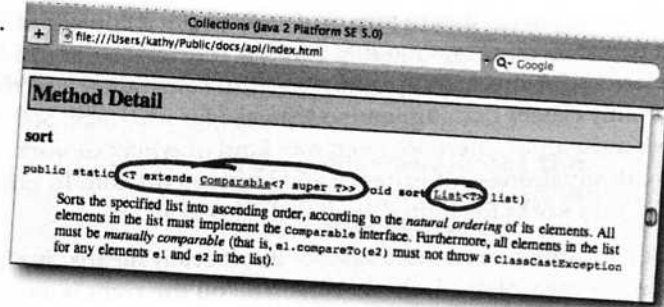 Collections (Java 2 Platform SE 5.0)
+ file:///Users/kathy/Public/docs/api/index.html Q- Google
Method Detail
sort
public static <T extends Comparable<? super T>> void sort(List<T> list)
Sorts the specified list into ascending order, according to the natural ordering of its elements. All
elements in the list must implement the Comparable interface. Furthermore, all elements in the list
must be mutually comparable (that is, e1.compareTo(e2) must not throw a ClassCastException
for any elements e1 and e2 in the list).